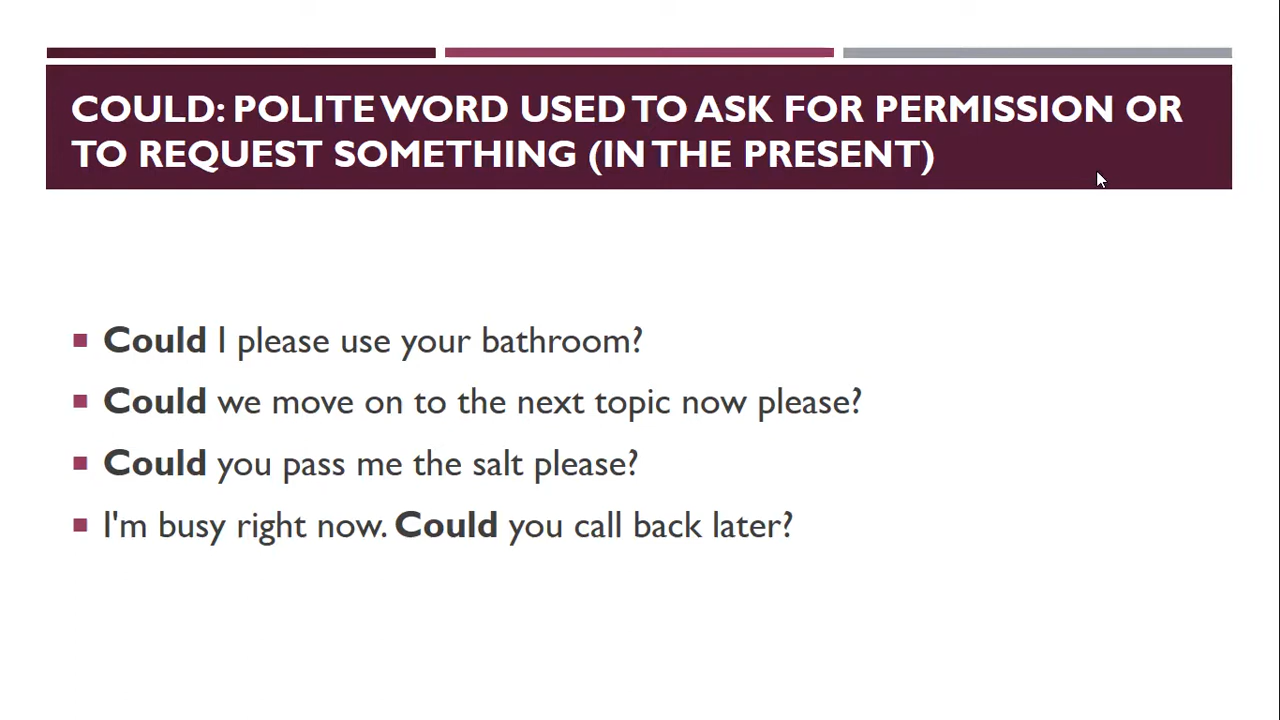 COULD: POLITE WORD USED TO ASK FOR PERMISSION OR
TO REQUEST SOMETHING (IN THE PRESENT)
Could I please use your bathroom?
Could we move on to the next topic now please?
Could you pass me the salt please?
I'm busy right now. Could you call back later?